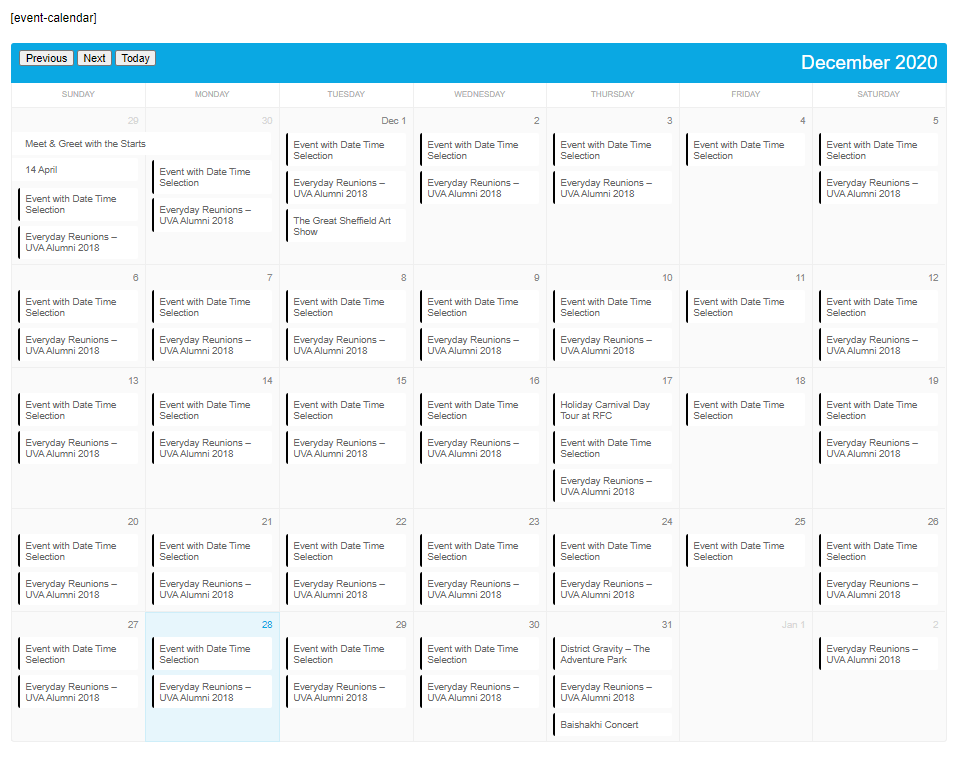 [event-calendar]
Previous Next Today December 2020
SUNDAY MONDAY TUESDAY WEDNESDAY THURSDAY FRIDAY SATURDAY
29
Meet & Greet with the Starts
14 April
Event with Date Time
Selection
Everyday Reunions –
UVA Alumni 2018
30
Event with Date Time
Selection
Everyday Reunions –
UVA Alumni 2018
Dec 1
Event with Date Time
Selection
Everyday Reunions –
UVA Alumni 2018
The Great Sheffield Art
Show
2
Event with Date Time
Selection
Everyday Reunions –
UVA Alumni 2018
3
Event with Date Time
Selection
Everyday Reunions –
UVA Alumni 2018
4
Event with Date Time
Selection
5
Event with Date Time
Selection
Everyday Reunions –
UVA Alumni 2018
6
Event with Date Time
Selection
Everyday Reunions –
UVA Alumni 2018
7
Event with Date Time
Selection
Everyday Reunions –
UVA Alumni 2018
8
Event with Date Time
Selection
Everyday Reunions –
UVA Alumni 2018
9
Event with Date Time
Selection
Everyday Reunions –
UVA Alumni 2018
10
Event with Date Time
Selection
Everyday Reunions –
UVA Alumni 2018
11
Event with Date Time
Selection
12
Event with Date Time
Selection
Everyday Reunions –
UVA Alumni 2018
13
Event with Date Time
Selection
Everyday Reunions –
UVA Alumni 2018
14
Event with Date Time
Selection
Everyday Reunions –
UVA Alumni 2018
15
Event with Date Time
Selection
Everyday Reunions –
UVA Alumni 2018
16
Event with Date Time
Selection
Everyday Reunions –
UVA Alumni 2018
17
Holiday Carnival Day
Tour at RFC
Event with Date Time
Selection
Everyday Reunions –
UVA Alumni 2018
18
Event with Date Time
Selection
19
Event with Date Time
Selection
Everyday Reunions –
UVA Alumni 2018
20
Event with Date Time
Selection
Everyday Reunions –
UVA Alumni 2018
21
Event with Date Time
Selection
Everyday Reunions –
UVA Alumni 2018
22
Event with Date Time
Selection
Everyday Reunions –
UVA Alumni 2018
23
Event with Date Time
Selection
Everyday Reunions –
UVA Alumni 2018
24
Event with Date Time
Selection
Everyday Reunions –
UVA Alumni 2018
25
Event with Date Time
Selection
26
Event with Date Time
Selection
Everyday Reunions –
UVA Alumni 2018
27
Event with Date Time
Selection
Everyday Reunions –
UVA Alumni 2018
28
Event with Date Time
Selection
Everyday Reunions –
UVA Alumni 2018
29
Event with Date Time
Selection
Everyday Reunions –
UVA Alumni 2018
30
Event with Date Time
Selection
Everyday Reunions –
UVA Alumni 2018
31
District Gravity – The
Adventure Park
Everyday Reunions –
UVA Alumni 2018
Baishakhi Concert
Jan 1
2
Everyday Reunions –
UVA Alumni 2018